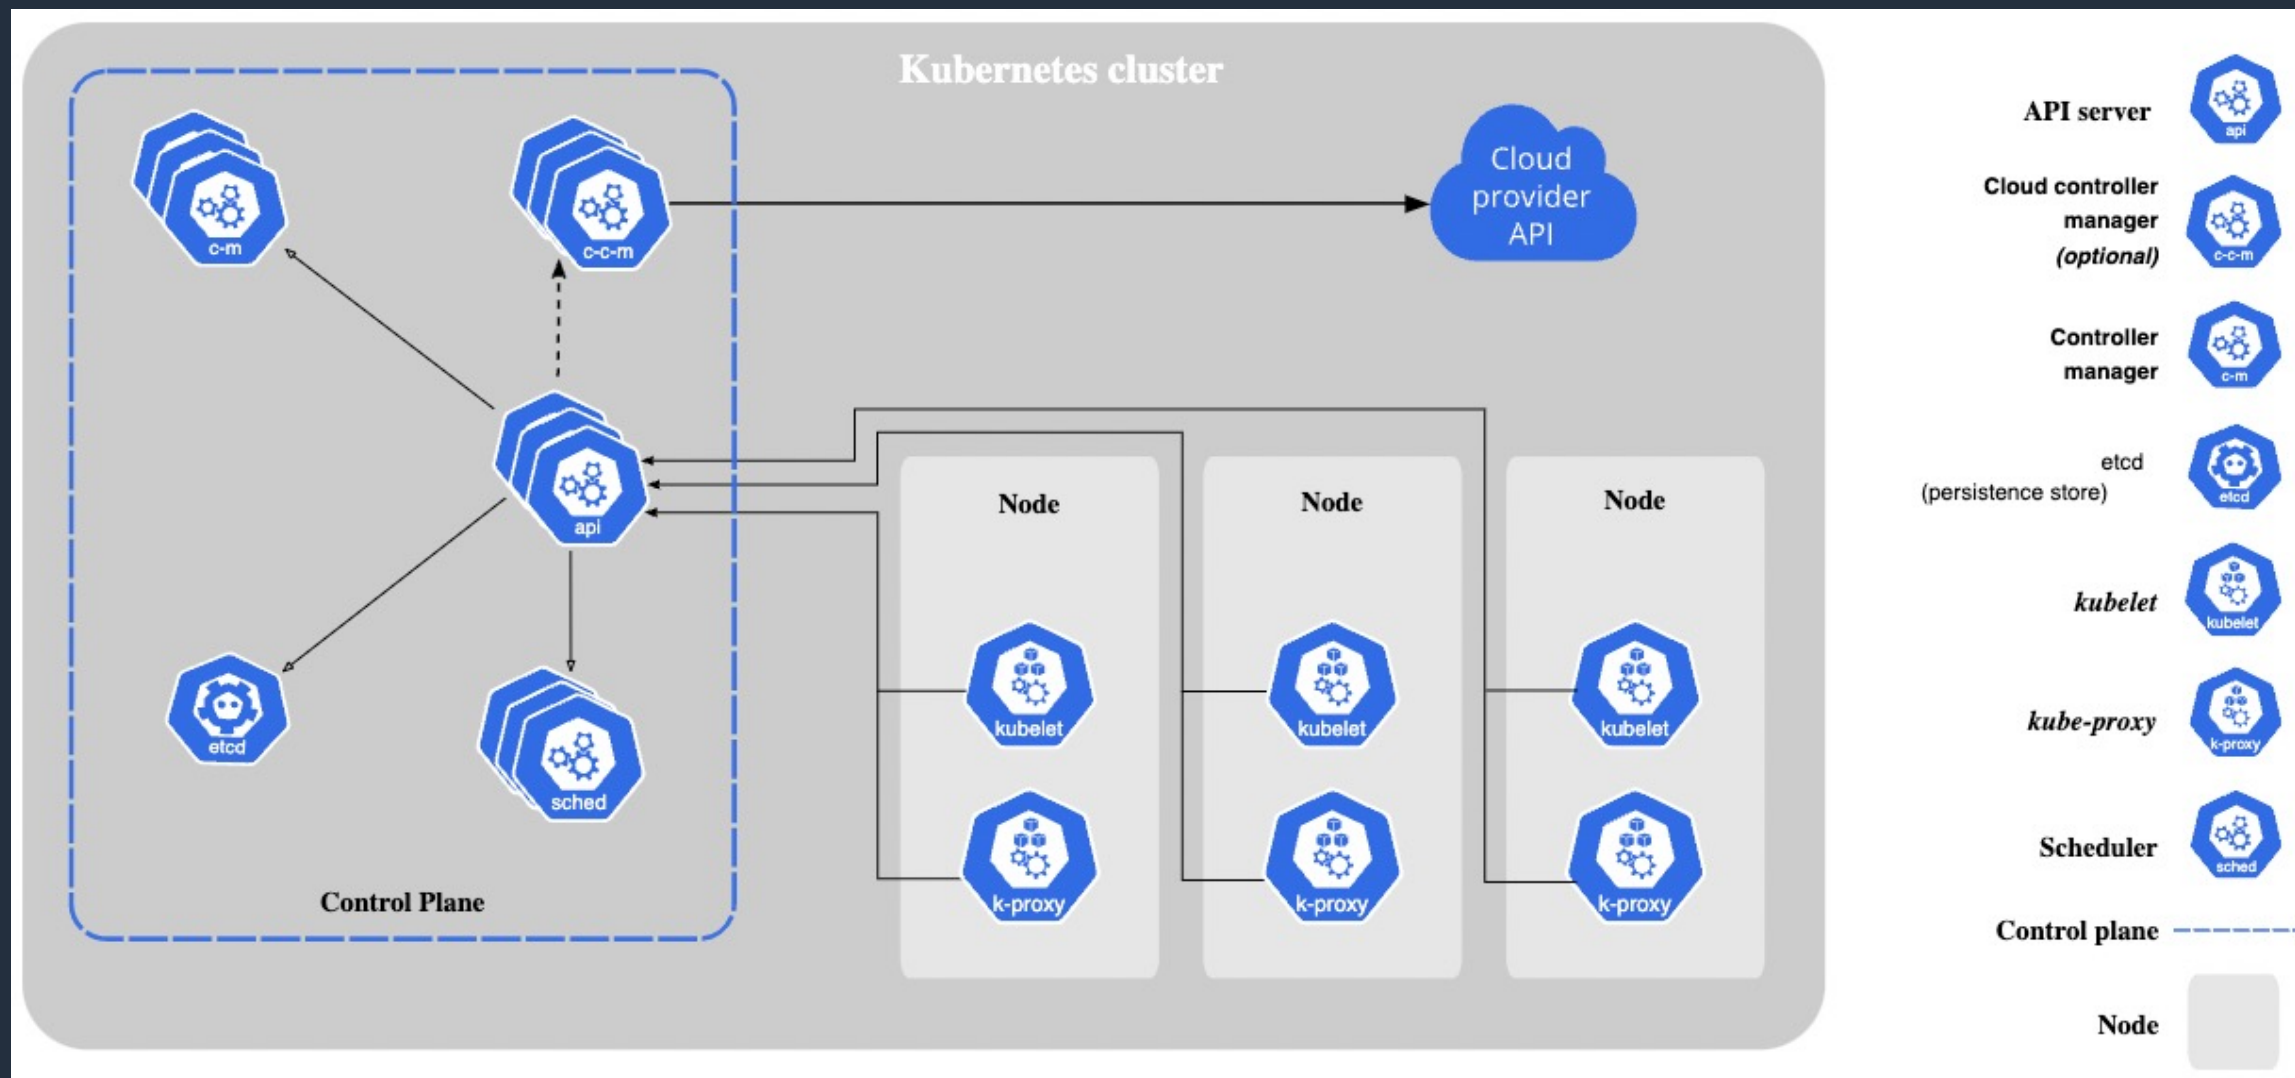 Kubernetes cluster
c-m
c-c-m
Cloud
provider
API
api
etcd
sched
Control Plane
Node
kubelet
k-proxy
Node
kubelet
k-proxy
Node
kubelet
k-proxy
API server
api
Cloud controller
manager
(optional)
c-c-m
Controller
manager
c-m
etcd
(persistence store)
etcd
kubelet
kubelet
kube-proxy
k-proxy
Scheduler
sched
Control plane
Node